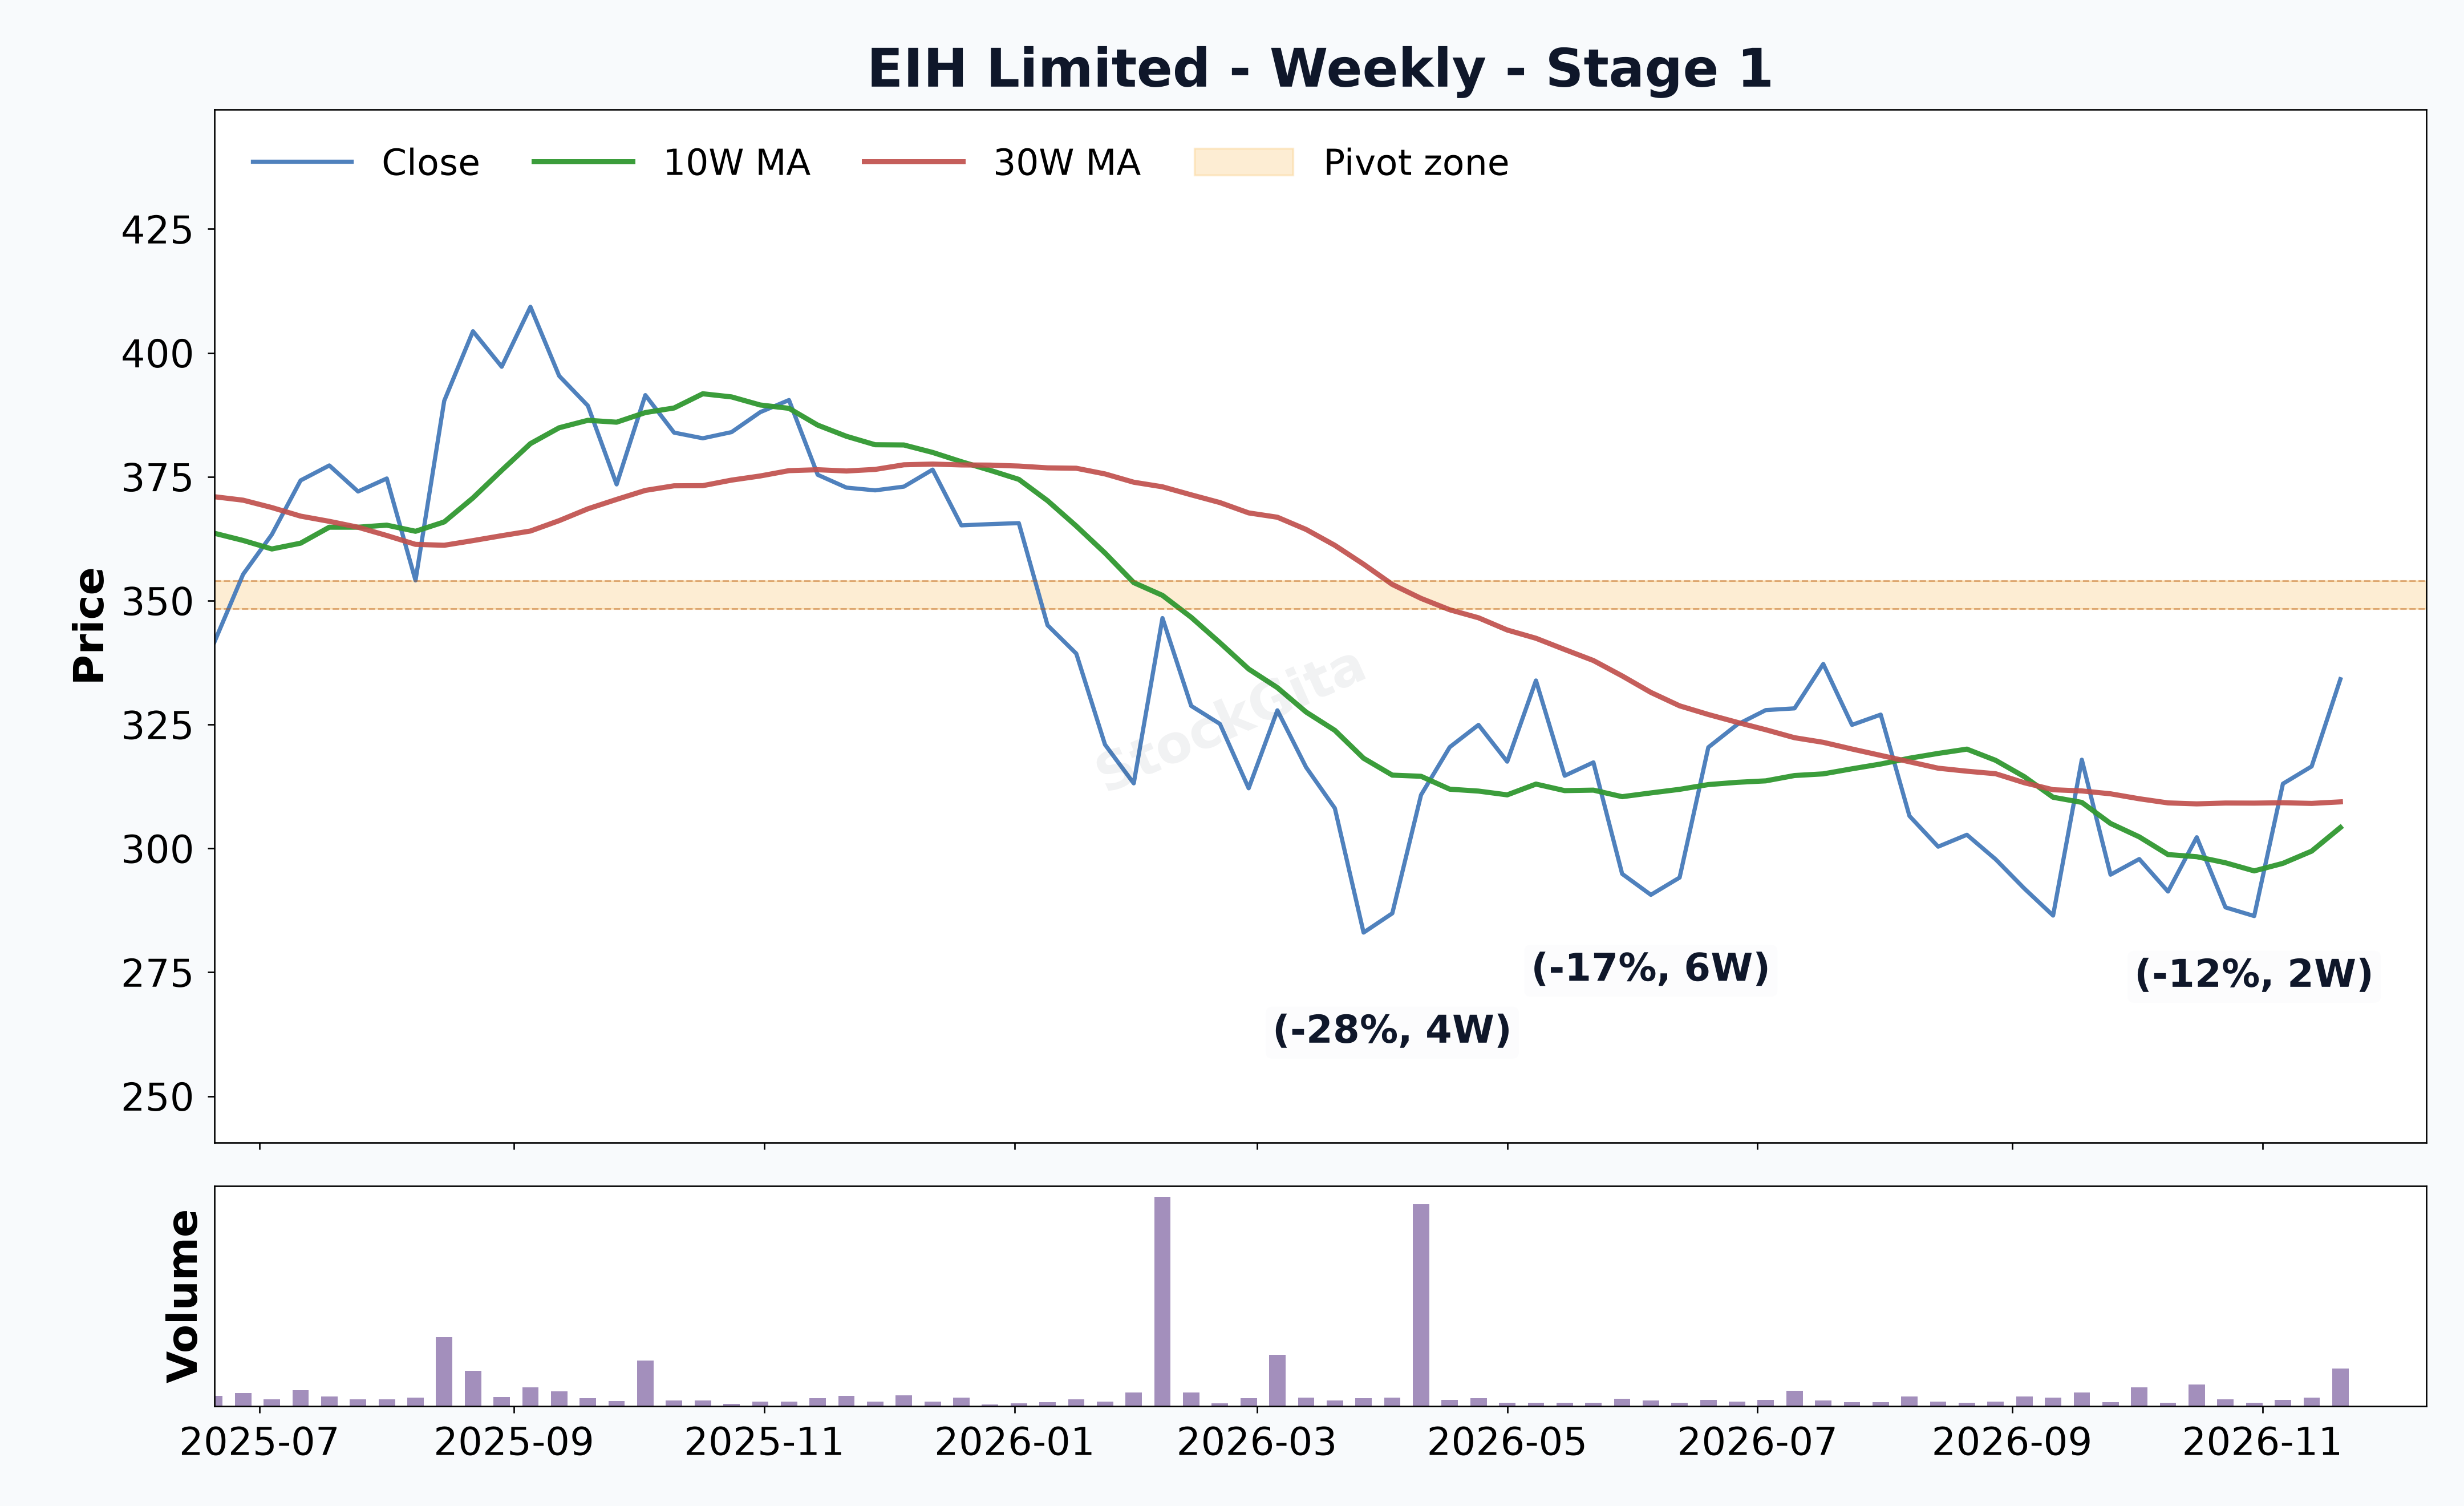 EIH Limited - Weekly - Stage 1
Close
10W MA
30W MA
Pivot zone
Price
425
400
375
350
325
300
275
250
StockGita
(-28%, 4W)
(-17%, 6W)
(-12%, 2W)
Volume
2025-07
2025-09
2025-11
2026-01
2026-03
2026-05
2026-07
2026-09
2026-11